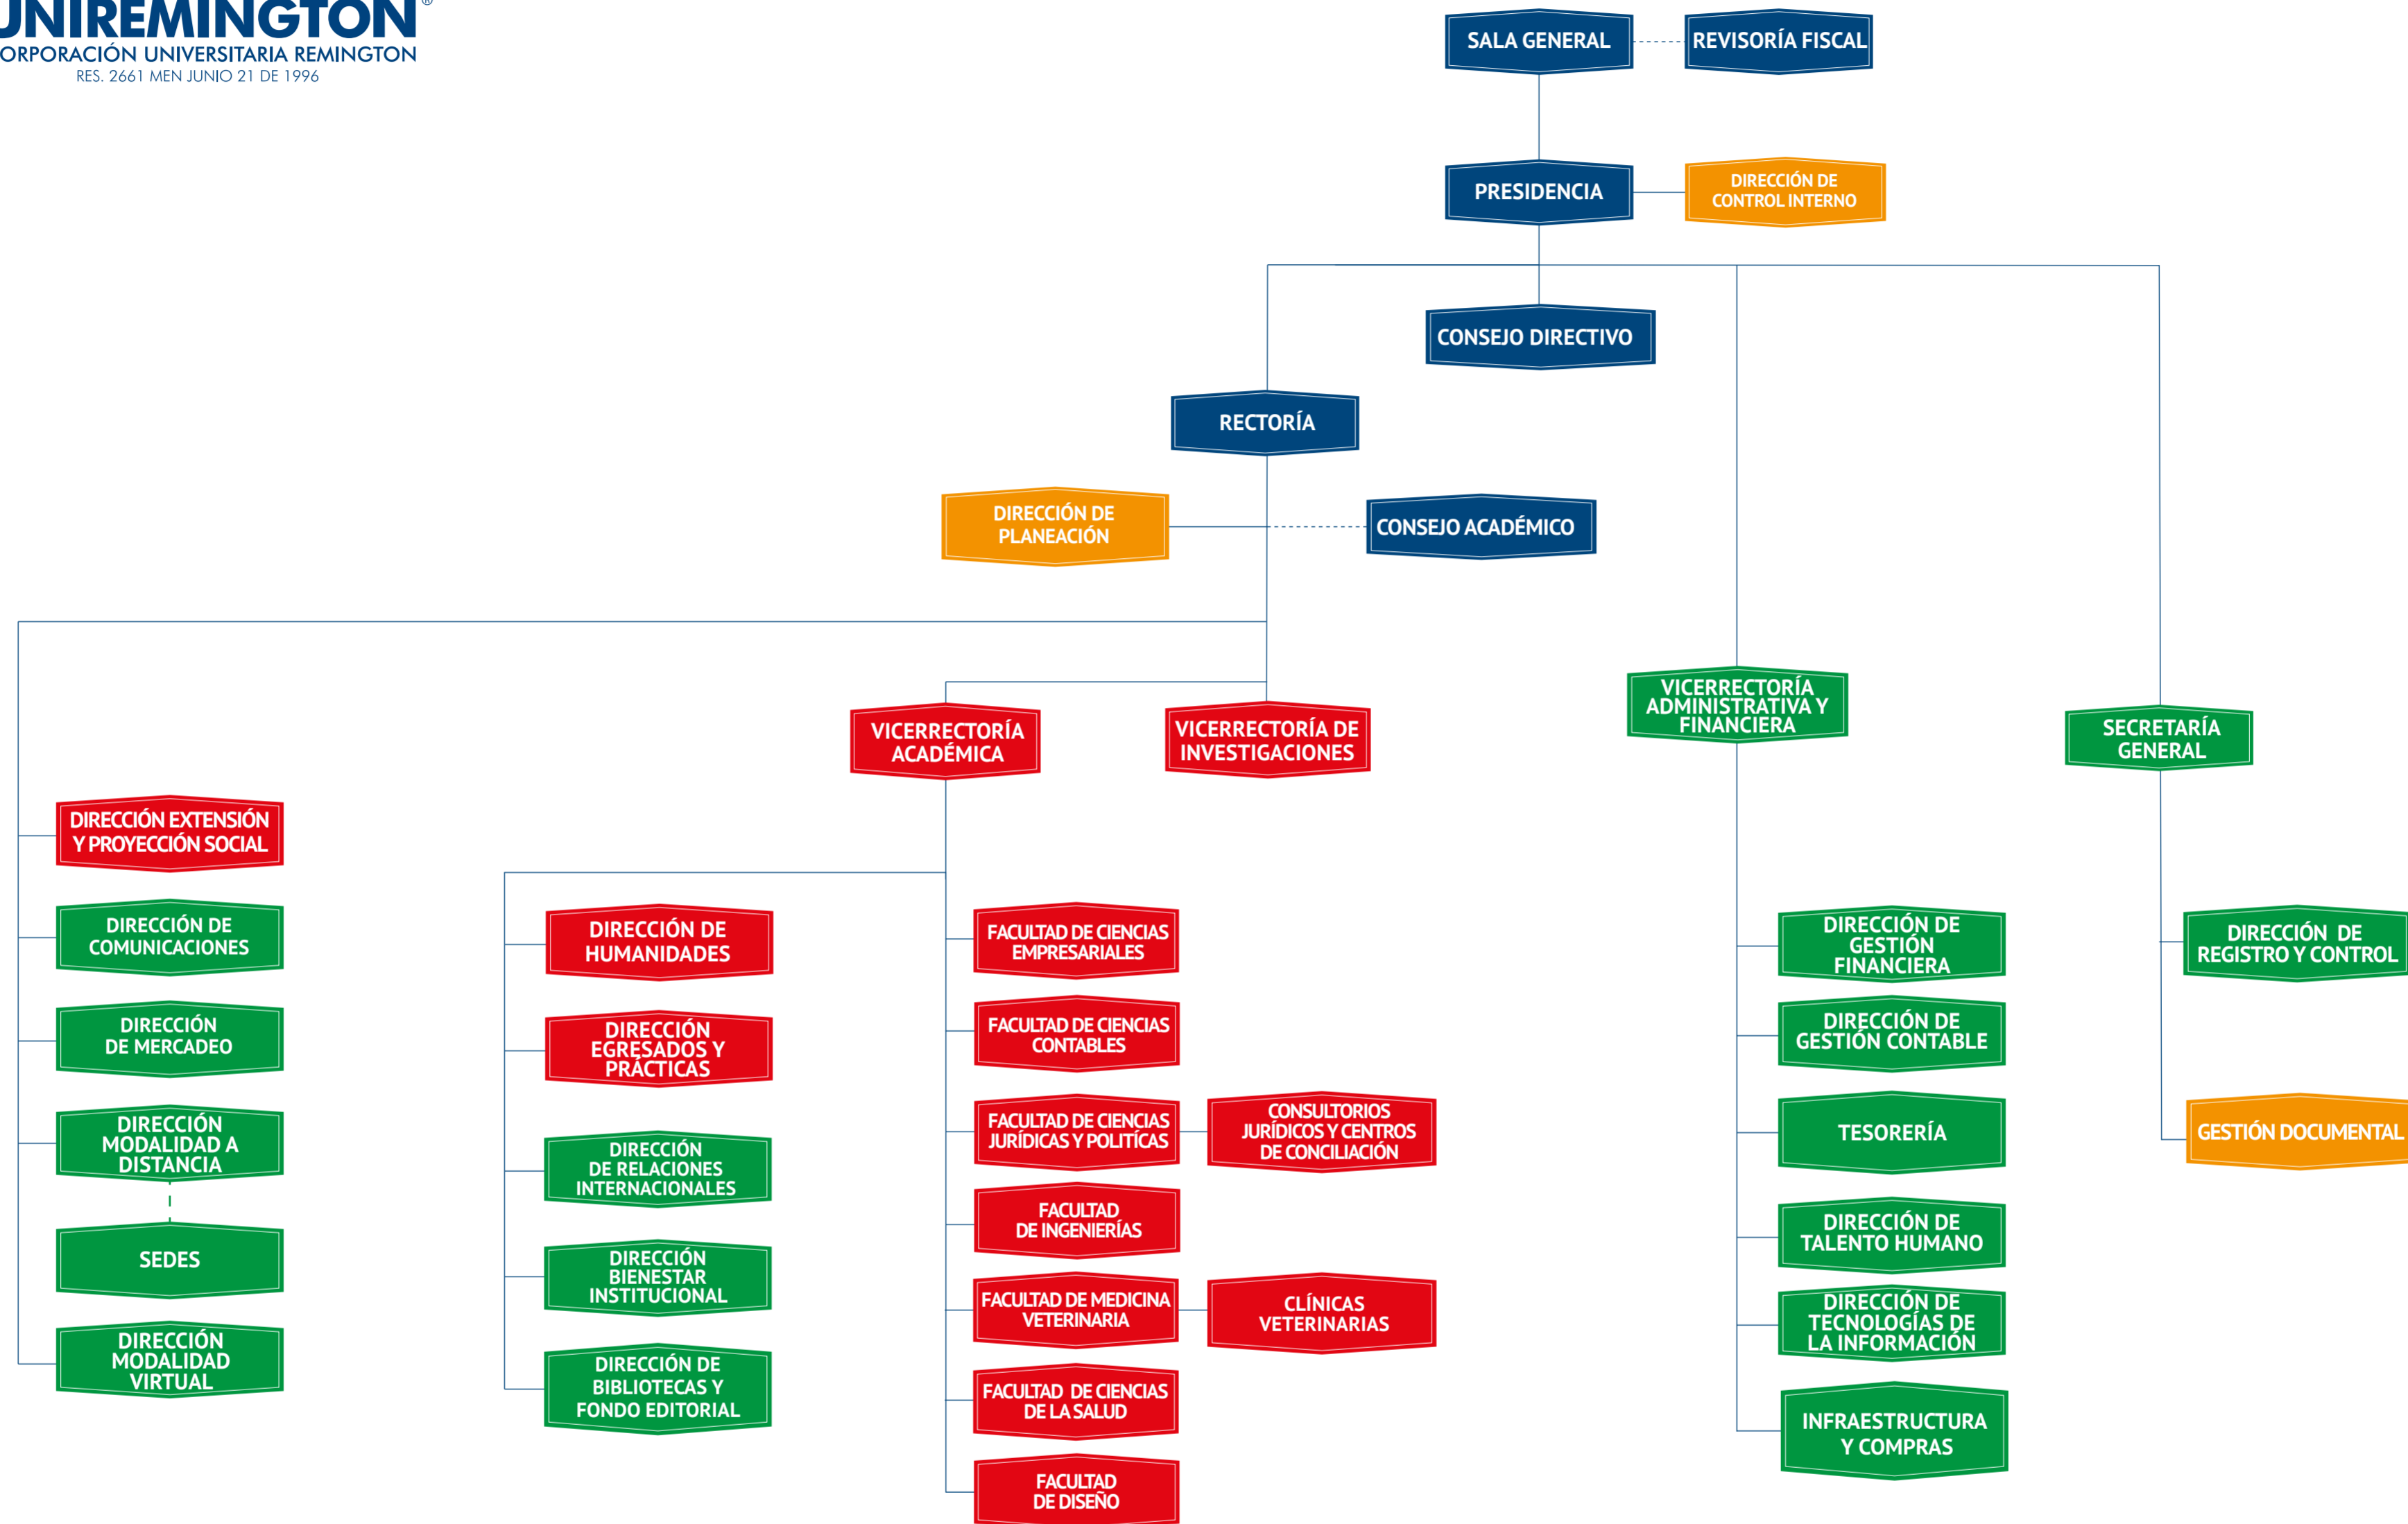 UNIREMINGTON®
CORPORACIÓN UNIVERSITARIA REMINGTON
RES. 2661 MEN JUNIO 21 DE 1996
SALA GENERAL
REVISORÍA FISCAL
PRESIDENCIA
DIRECCIÓN DE
CONTROL INTERNO
CONSEJO DIRECTIVO
RECTORÍA
DIRECCIÓN DE
PLANEACIÓN
CONSEJO ACADÉMICO
VICERRECTORÍA
ACADÉMICA
VICERRECTORÍA DE
INVESTIGACIONES
VICERRECTORÍA
ADMINISTRATIVA Y
FINANCIERA
SECRETARÍA
GENERAL
DIRECCIÓN EXTENSIÓN
Y PROYECCIÓN SOCIAL
DIRECCIÓN DE
COMUNICACIONES
DIRECCIÓN
DE MERCADEO
DIRECCIÓN
MODALIDAD A
DISTANCIA
SEDES
DIRECCIÓN
MODALIDAD
VIRTUAL
DIRECCIÓN DE
HUMANIDADES
DIRECCIÓN
EGRESADOS Y
PRÁCTICAS
DIRECCIÓN
DE RELACIONES
INTERNACIONALES
DIRECCIÓN
BIENESTAR
INSTITUCIONAL
DIRECCIÓN DE
BIBLIOTECAS Y
FONDO EDITORIAL
FACULTAD DE CIENCIAS
EMPRESARIALES
FACULTAD DE CIENCIAS
CONTABLES
FACULTAD DE CIENCIAS
JURÍDICAS Y POLITÍCAS
CONSULTORIOS
JURÍDICOS Y CENTROS
DE CONCILIACIÓN
FACULTAD
DE INGENIERÍAS
FACULTAD DE MEDICINA
VETERINARIA
CLÍNICAS
VETERINARIAS
FACULTAD DE CIENCIAS
DE LA SALUD
FACULTAD
DE DISEÑO
DIRECCIÓN DE
GESTIÓN
FINANCIERA
DIRECCIÓN DE
GESTIÓN CONTABLE
TESORERÍA
DIRECCIÓN DE
TALENTO HUMANO
DIRECCIÓN DE
TECNOLOGÍAS DE
LA INFORMACIÓN
INFRAESTRUCTURA
Y COMPRAS
DIRECCIÓN DE
REGISTRO Y CONTROL
GESTIÓN DOCUMENTAL